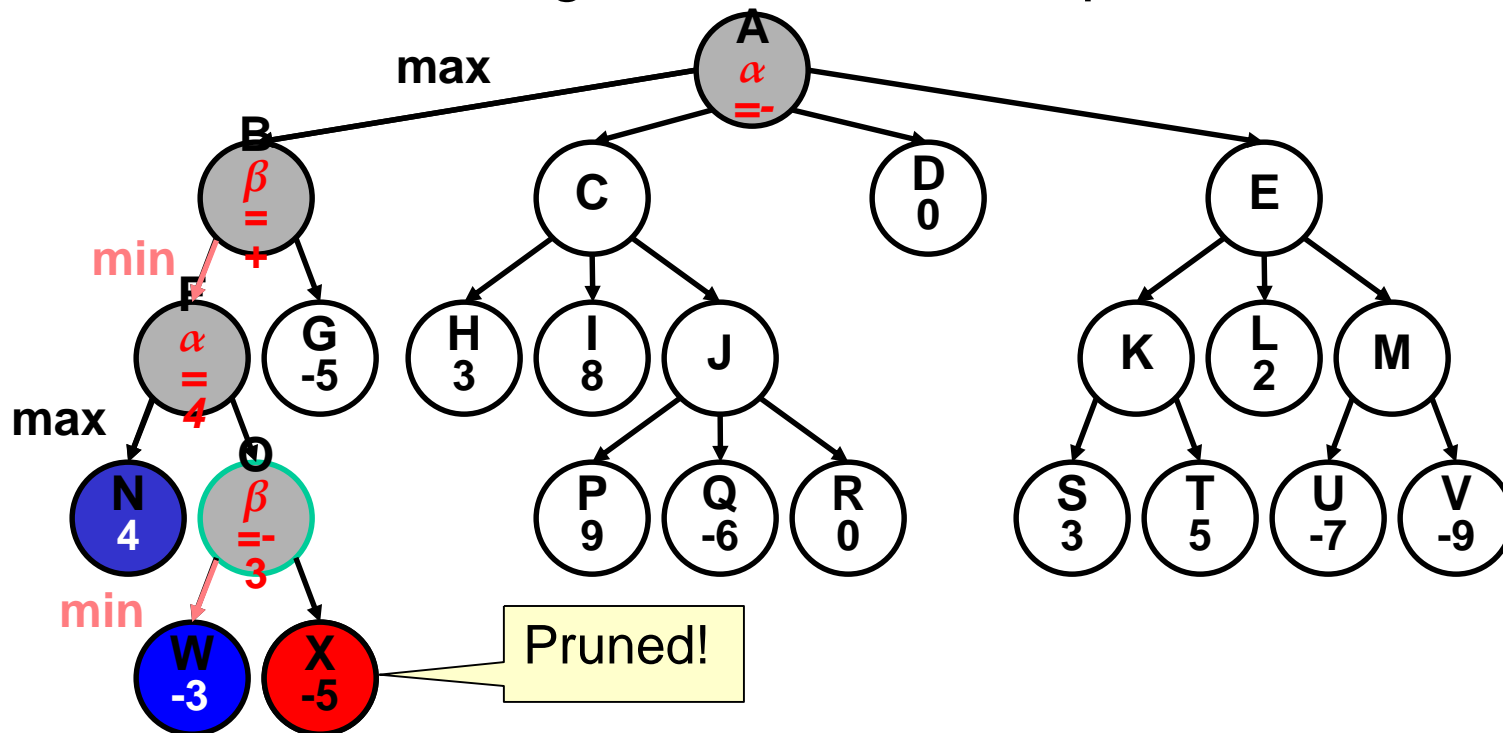 A
α
=-
max
B
β
=
+
C
D
0
E
min
F
α
=
4
G
-5
H
3
I
8
J
K
L
2
M
max
N
4
O
β
=-
3
P
9
Q
-6
R
0
S
3
T
5
U
-7
V
-9
min
W
-3
X
-5
Pruned!